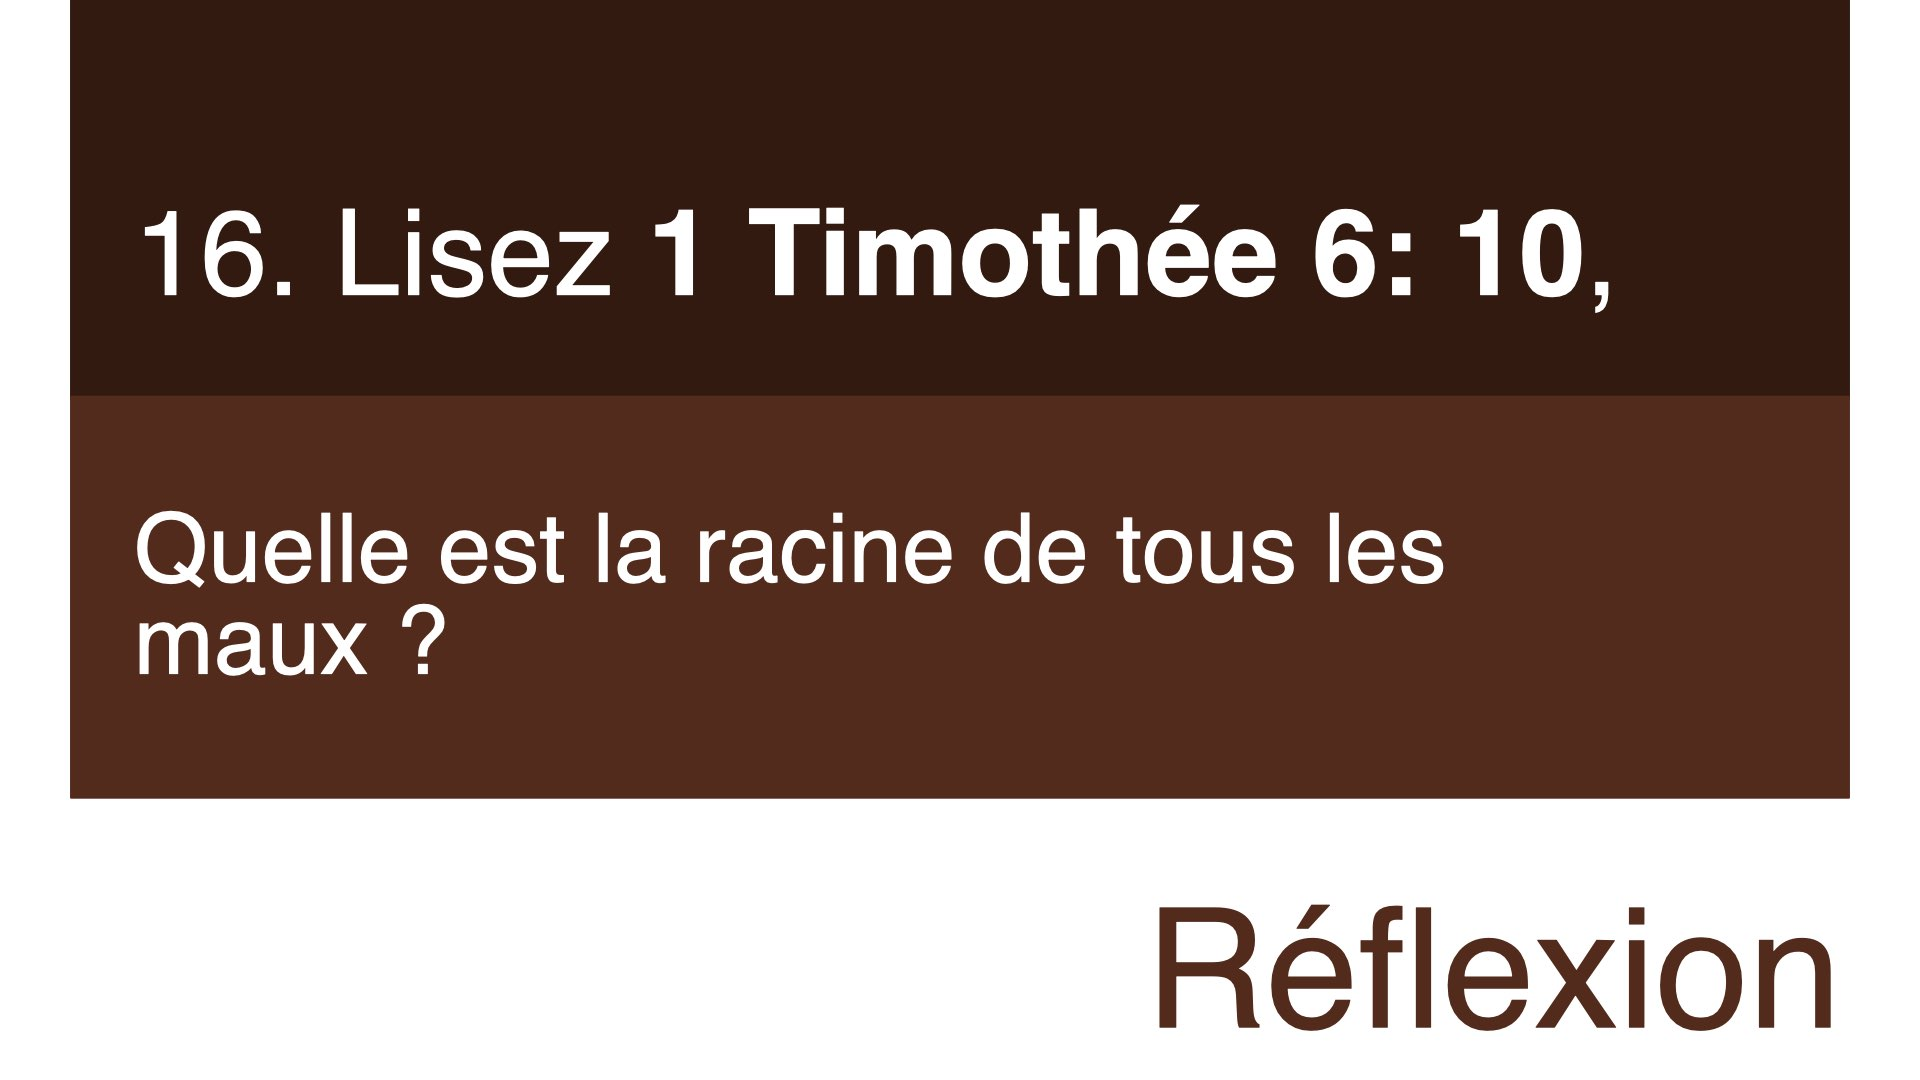 16. Lisez 1 Timothée 6: 10,
Quelle est la racine de tous les
maux ?
Réflexion